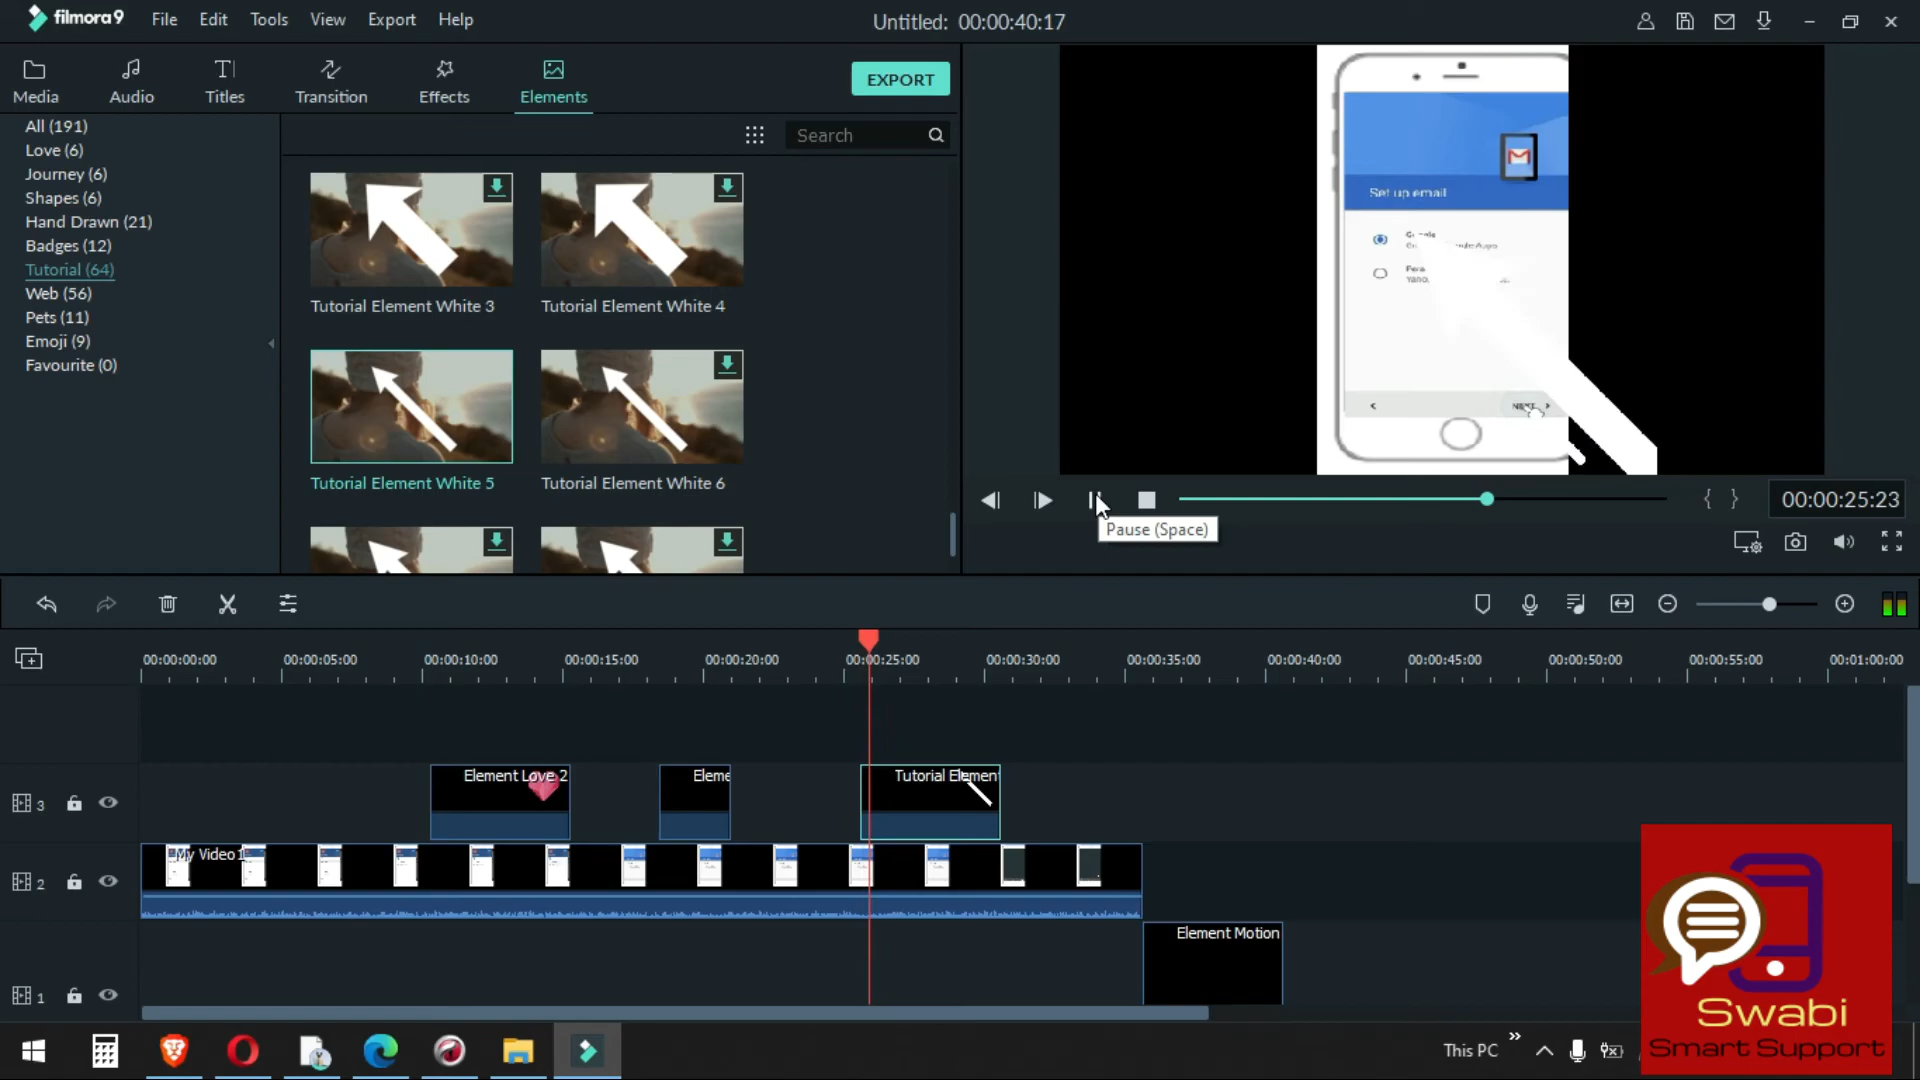 filmora9 File Edit Tools View Export Help
Untitled: 00:00:40:17
Media Audio Titles Transition Effects Elements
EXPORT
All (191)
Love (6)
Journey (6)
Shapes (6)
Hand Drawn (21)
Badges (12)
Tutorial (64)
Web (56)
Pets (11)
Emoji (9)
Favourite (0)
Search
Tutorial Element White 3
Tutorial Element White 4
Tutorial Element White 5
Tutorial Element White 6
Set up email
NEXT
00:00:25:23
Pause (Space)
00:00:00:00 00:00:05:00 00:00:10:00 00:00:15:00 00:00:20:00 00:00:25:00 00:00:30:00 00:00:35:00 00:00:40:00 00:00:45:00 00:00:50:00 00:00:55:00 00:01:00:00
3
Element Love 2
Eleme
Tutorial Element
2
My Video1
1
Element Motion
Swabi
Smart Support
This PC